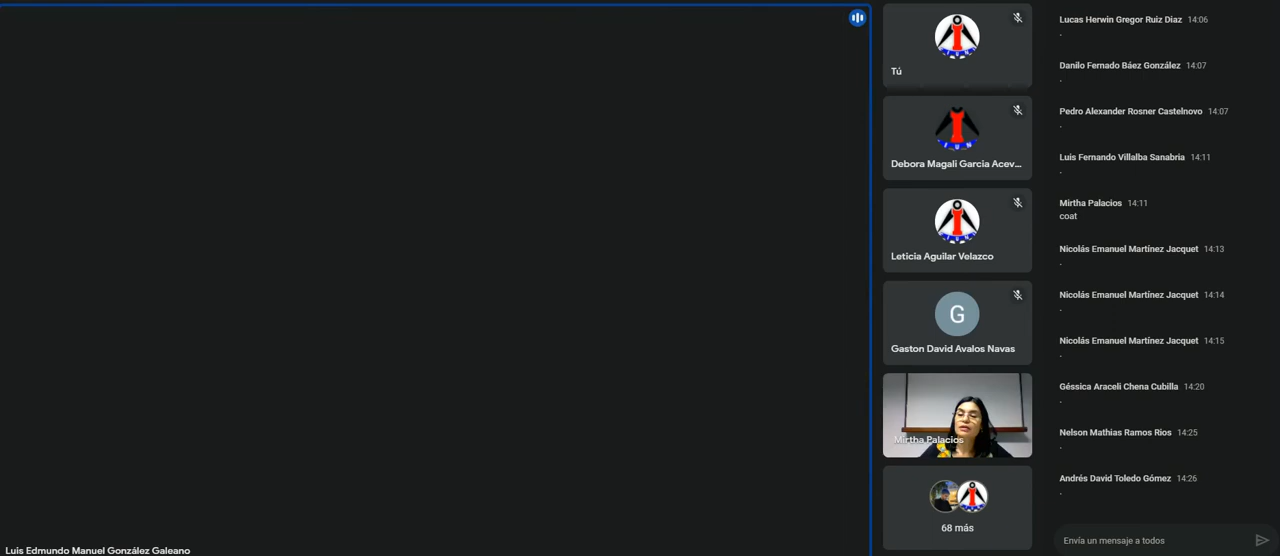 Luis Edmundo Manuel González Galeano
Tú
Debora Magali Garcia Acev...
Leticia Aguilar Velazco
G
Gaston David Avalos Navas
Mirtha Palacios
68 más
Lucas Herwin Gregor Ruiz Diaz 14:06
.
Danilo Fernado Báez González 14:07
.
Pedro Alexander Rosner Castelnovo 14:07
.
Luis Fernando Villalba Sanabria 14:11
.
Mirtha Palacios 14:11
coat
Nicolás Emanuel Martínez Jacquet 14:13
.
Nicolás Emanuel Martínez Jacquet 14:14
.
Nicolás Emanuel Martínez Jacquet 14:15
.
Géssica Araceli Chena Cubilla 14:20
.
Nelson Mathias Ramos Rios 14:25
.
Andrés David Toledo Gómez 14:26
.
Envía un mensaje a todos